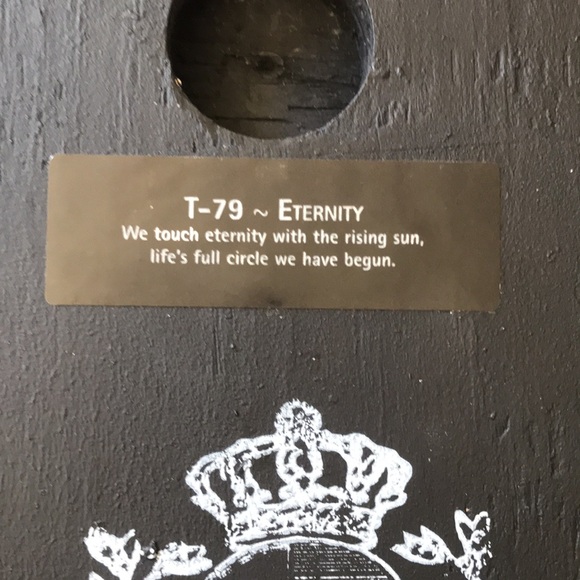 T-79 ~ ETERNITY
We touch eternity with the rising sun,
life's full circle we have begun.